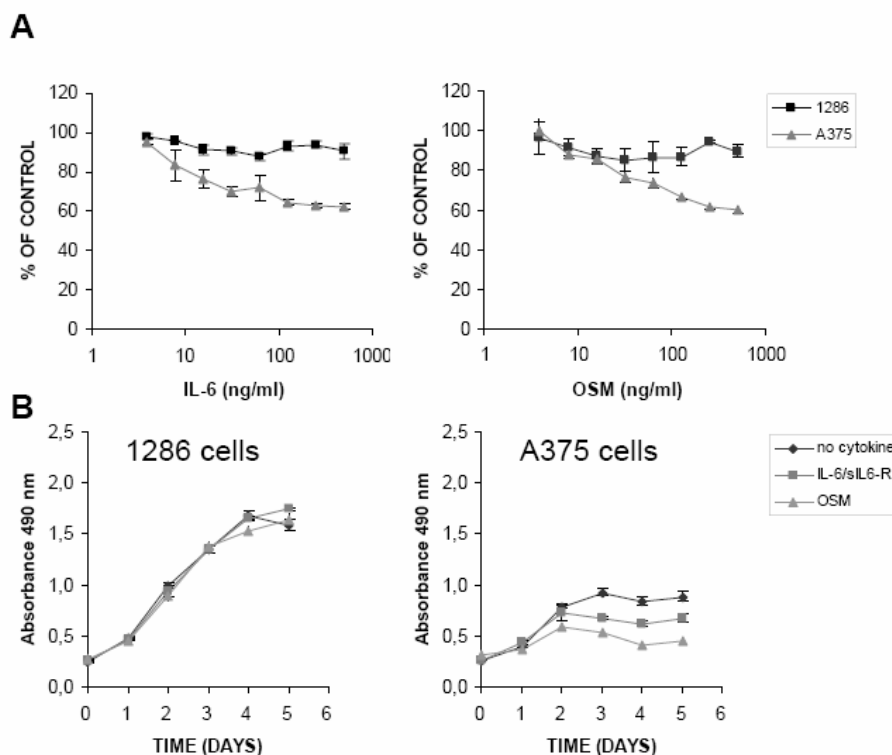 A
% OF CONTROL
120
100
80
60
40
20
0
1
10
100
1000
IL-6 (ng/ml)
% OF CONTROL
120
100
80
60
40
20
0
1
10
100
1000
OSM (ng/ml)
1286
A375
B
1286 cells
Absorbance 490 nm
2,5
2,0
1,5
1,0
0,5
0,0
0 1 2 3 4 5 6
TIME (DAYS)
A375 cells
Absorbance 490 nm
2,5
2,0
1,5
1,0
0,5
0,0
0 1 2 3 4 5 6
TIME (DAYS)
no cytokine
IL-6/sIL6-R
OSM